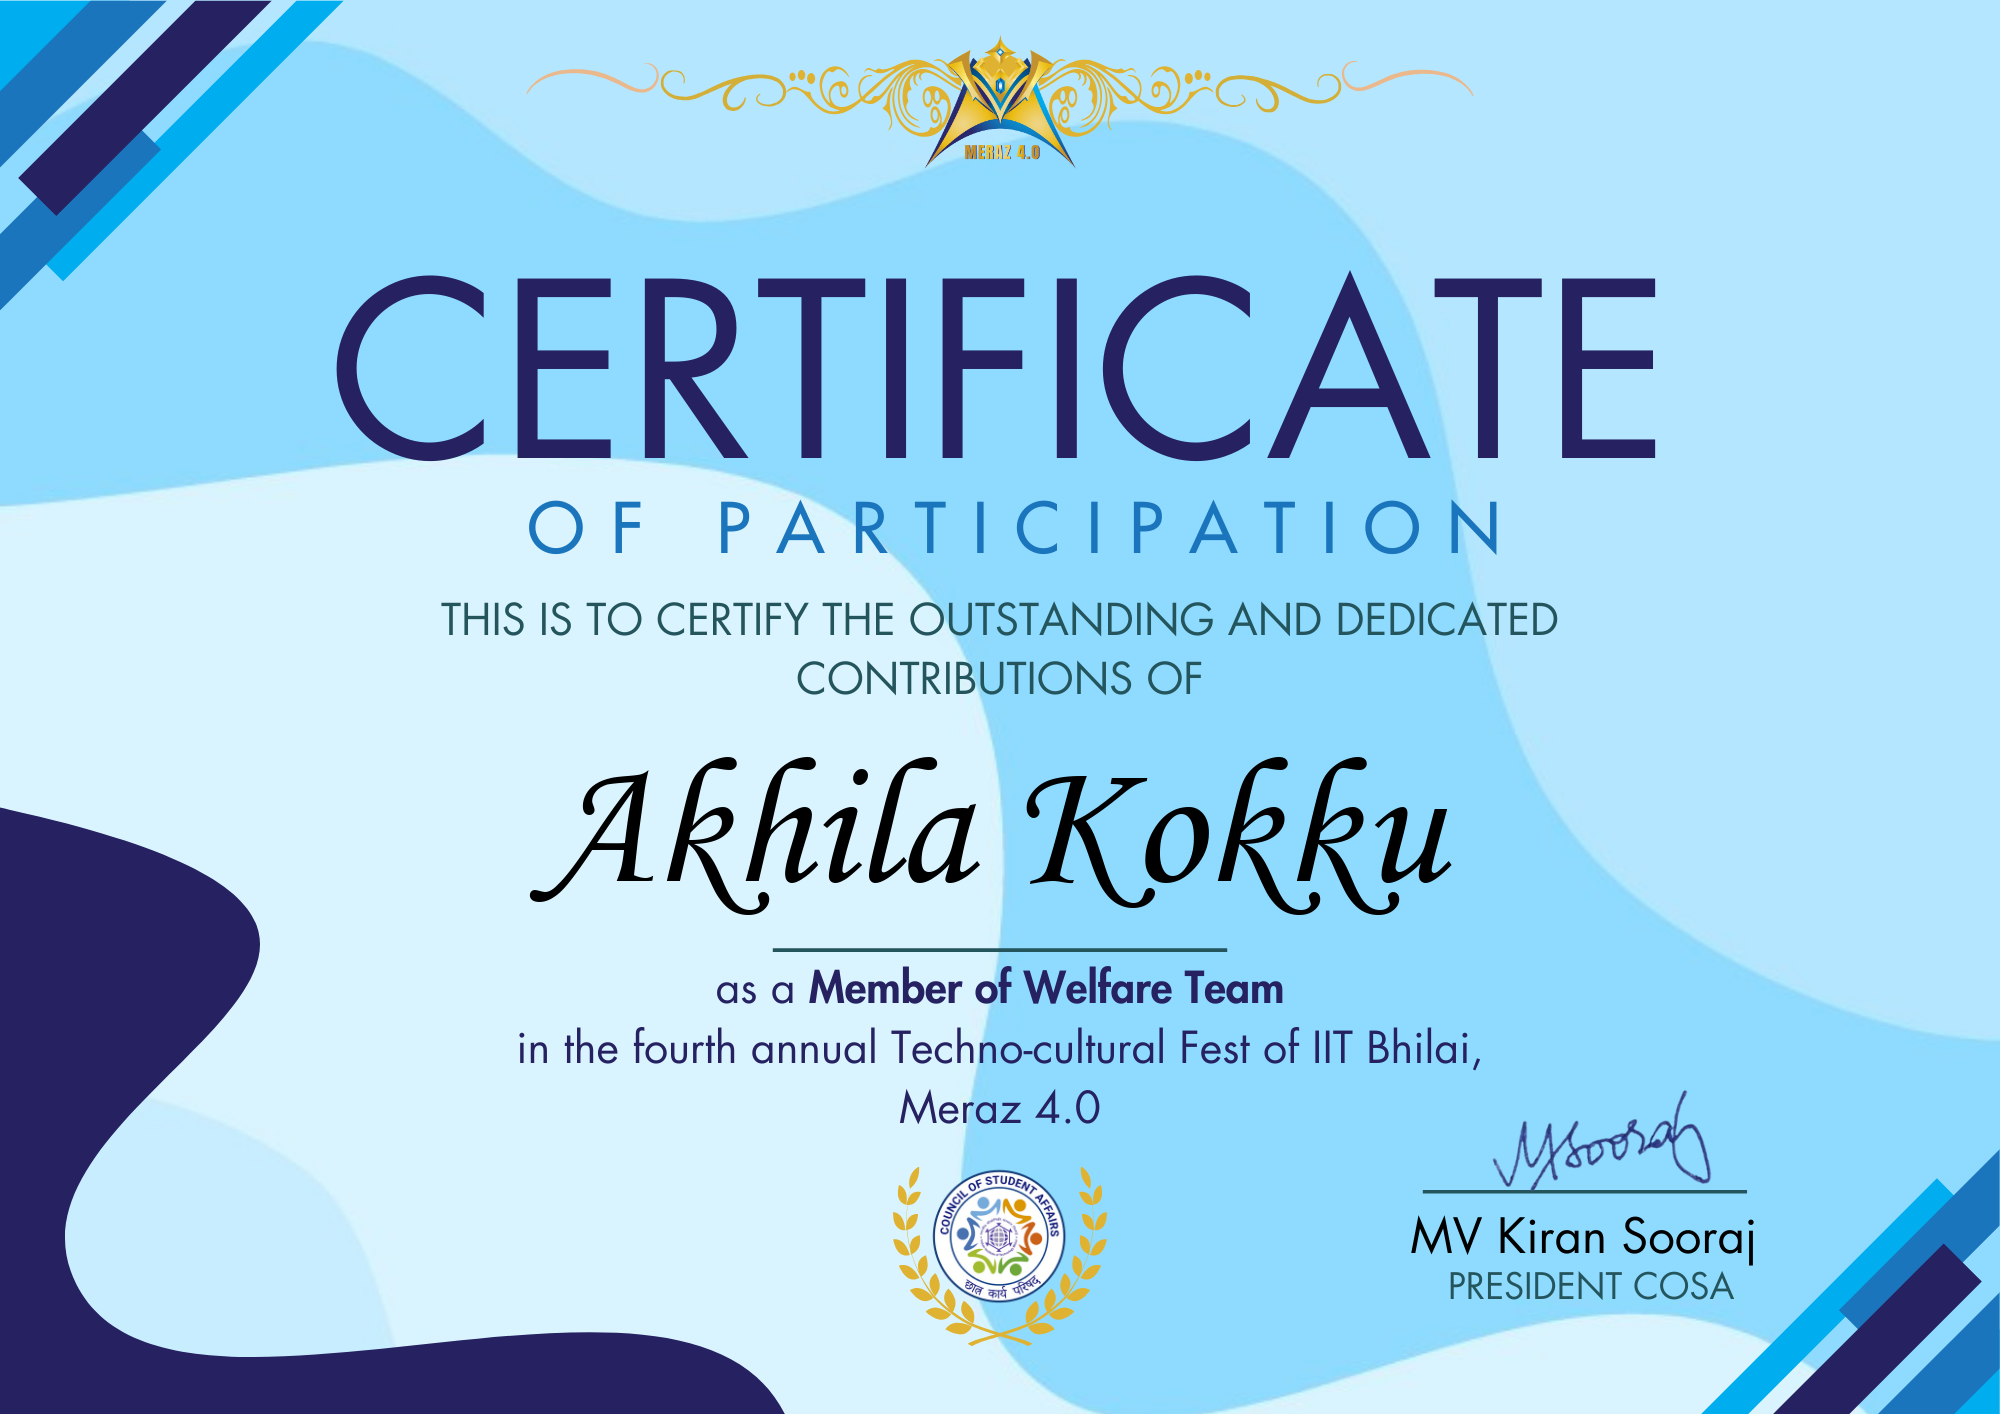 MERAZ 4.0
CERTIFICATE
OF PARTICIPATION
THIS IS TO CERTIFY THE OUTSTANDING AND DEDICATED
CONTRIBUTIONS OF
Akhila Kokku
as a Member of Welfare Team
in the fourth annual Techno-cultural Fest of IIT Bhilai,
Meraz 4.0
COUNCIL OF STUDENT AFFAIRS
छात्र कार्य परिषद
MSooraj
MV Kiran Sooraj
PRESIDENT COSA